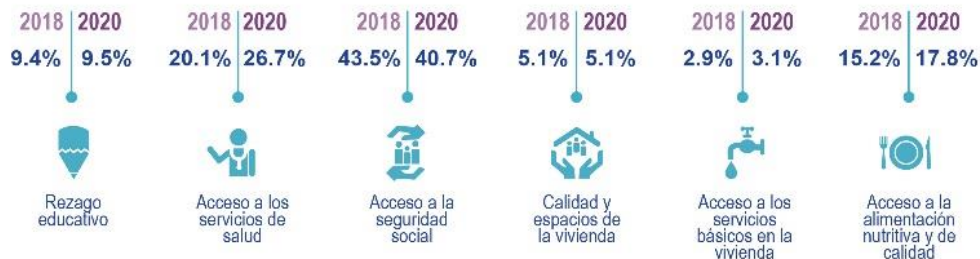 2018 2020
9.4% 9.5%
Rezago
educativo
2018 2020
20.1% 26.7%
Acceso a los
servicios de
salud
2018 2020
43.5% 40.7%
Acceso a la
seguridad
social
2018 2020
5.1% 5.1%
Calidad y
espacios de
la vivienda
2018 2020
2.9% 3.1%
Acceso a los
servicios
básicos en la
vivienda
2018 2020
15.2% 17.8%
Acceso a la
alimentación
nutritiva y de
calidad